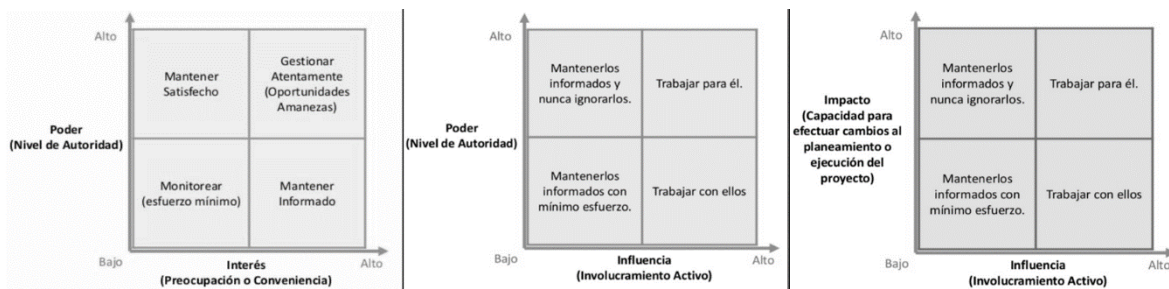 Alto
Mantener
Satisfecho
Gestionar
Atentamente
(Oportunidades
Amanezas)
Poder
(Nivel de Autoridad)
Monitorear
(esfuerzo mínimo)
Mantener
Informado
Bajo
Interés
Alto
(Preocupación o Conveniencia)
Alto
Mantenerlos
informados y
nunca ignorarlos.
Trabajar para él.
Poder
(Nivel de Autoridad)
Mantenerlos
informados con
mínimo esfuerzo.
Trabajar con ellos
Bajo
Influencia
Alto
(Involucramiento Activo)
Alto
Mantenerlos
informados y
nunca ignorarlos.
Trabajar para él.
Impacto
(Capacidad para
efectuar cambios al
planeamiento o
ejecución del
proyecto)
Mantenerlos
informados con
mínimo esfuerzo.
Trabajar con ellos
Bajo
Influencia
Alto
(Involucramiento Activo)